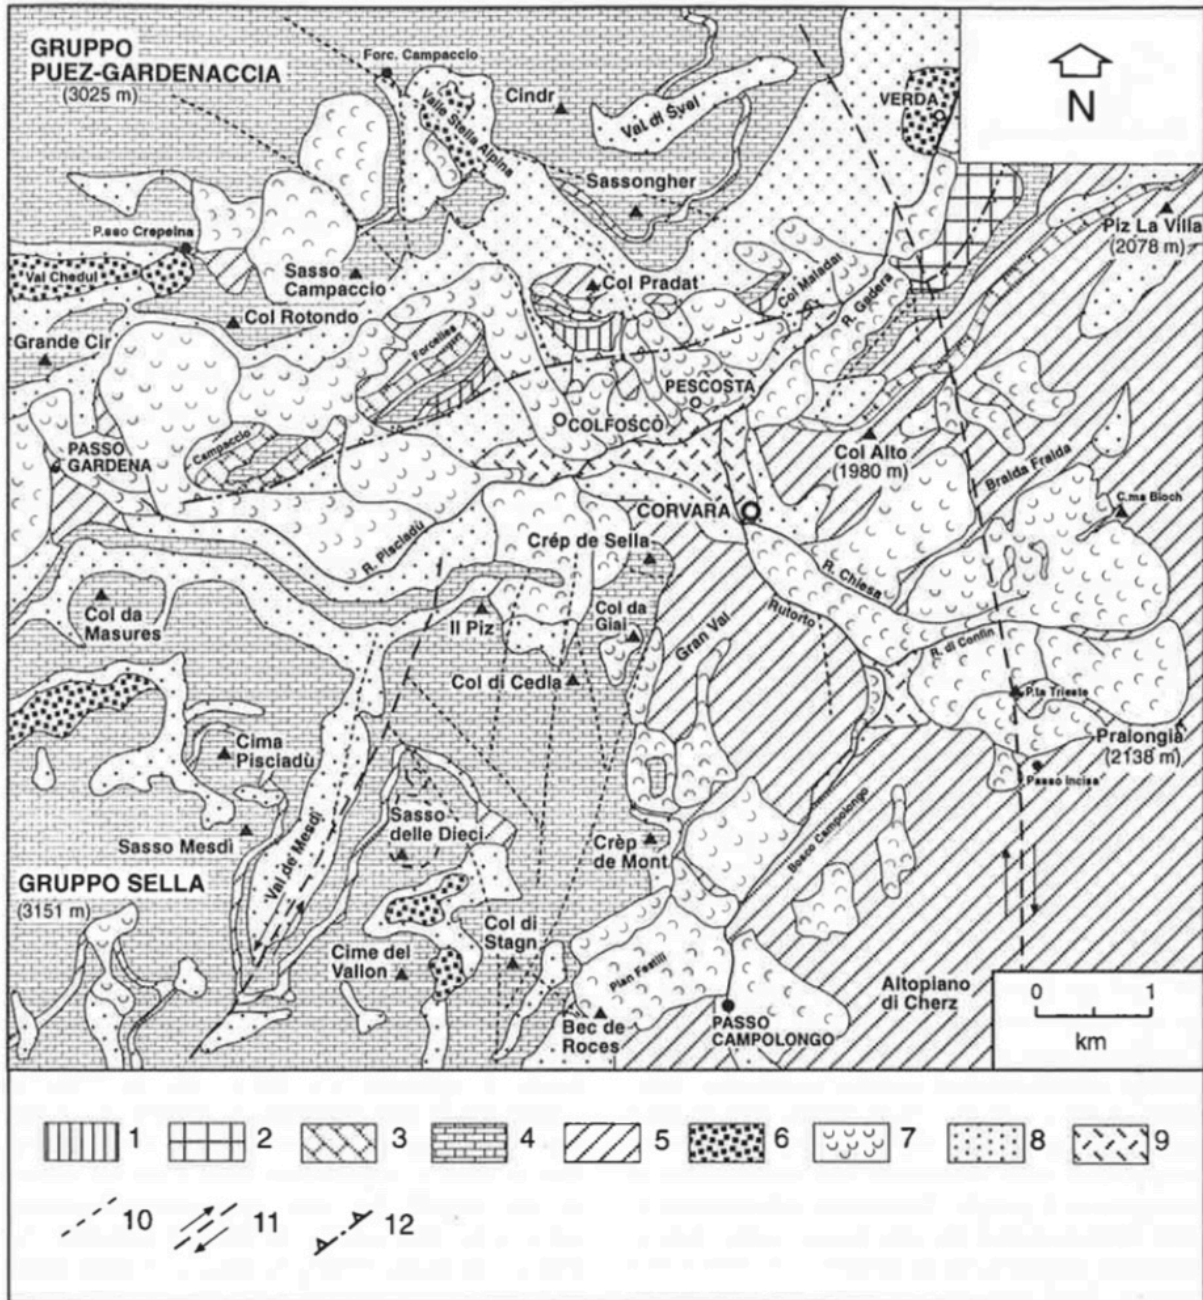 GRUPPO
PUEZ-GARDENACCIA
(3025 m)
Forc. Campaccio
Valle Stella Alpina
Cindr
Val di Sval
VERDA
N
Sassongher
Piz La Villa
(2078 m)
P.sso Crepeina
Val Chedul
Sasso
Campaccio
Col Pradat
Col Maladat
R. Gadera
Col Rotondo
Grande Cir
Forcelles
PESCOSTA
COLFOSCO
PASSO
GARDENA
Campaccio
Col Alto
(1980 m)
Braida Fraida
C.ma Bioch
CORVARA
R. Pisciadù
Crép de Sella
R. Chiesa
Rutorto
Col da
Masures
Il Piz
Col da
Giai
Gran Val
R. di Confin
Col di Cedla
P.ta Trieste
Cima
Pisciadù
Pralongià
(2138 m)
Passo Incisa
Sasso
delle Dieci
Sasso Mesdì
Val de Mesdì
Crèp
de Mont
Bosco Campolongo
GRUPPO SELLA
(3151 m)
Col di
Stagn
Cime del
Vallon
Plan Festili
Altopiano
di Cherz
Bec de
Roces
PASSO
CAMPOLONGO
0 1
km
1 2 3 4 5 6 7 8 9
10 11 12